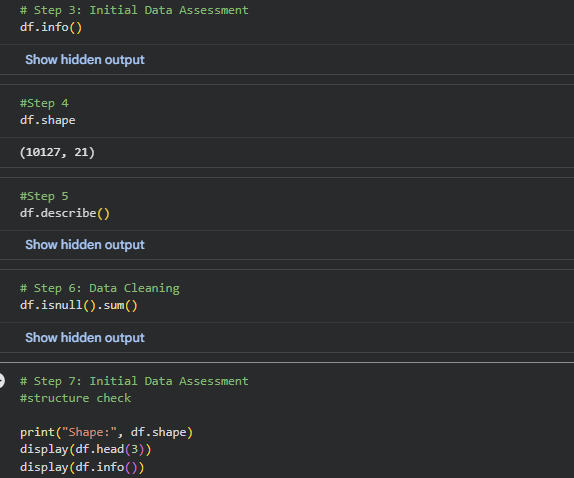 # Step 3: Initial Data Assessment
df.info()
Show hidden output
#Step 4
df.shape
(10127, 21)
#Step 5
df.describe()
Show hidden output
# Step 6: Data Cleaning
df.isnull().sum()
Show hidden output
# Step 7: Initial Data Assessment
#structure check
print("Shape:", df.shape)
display(df.head(3))
display(df.info())